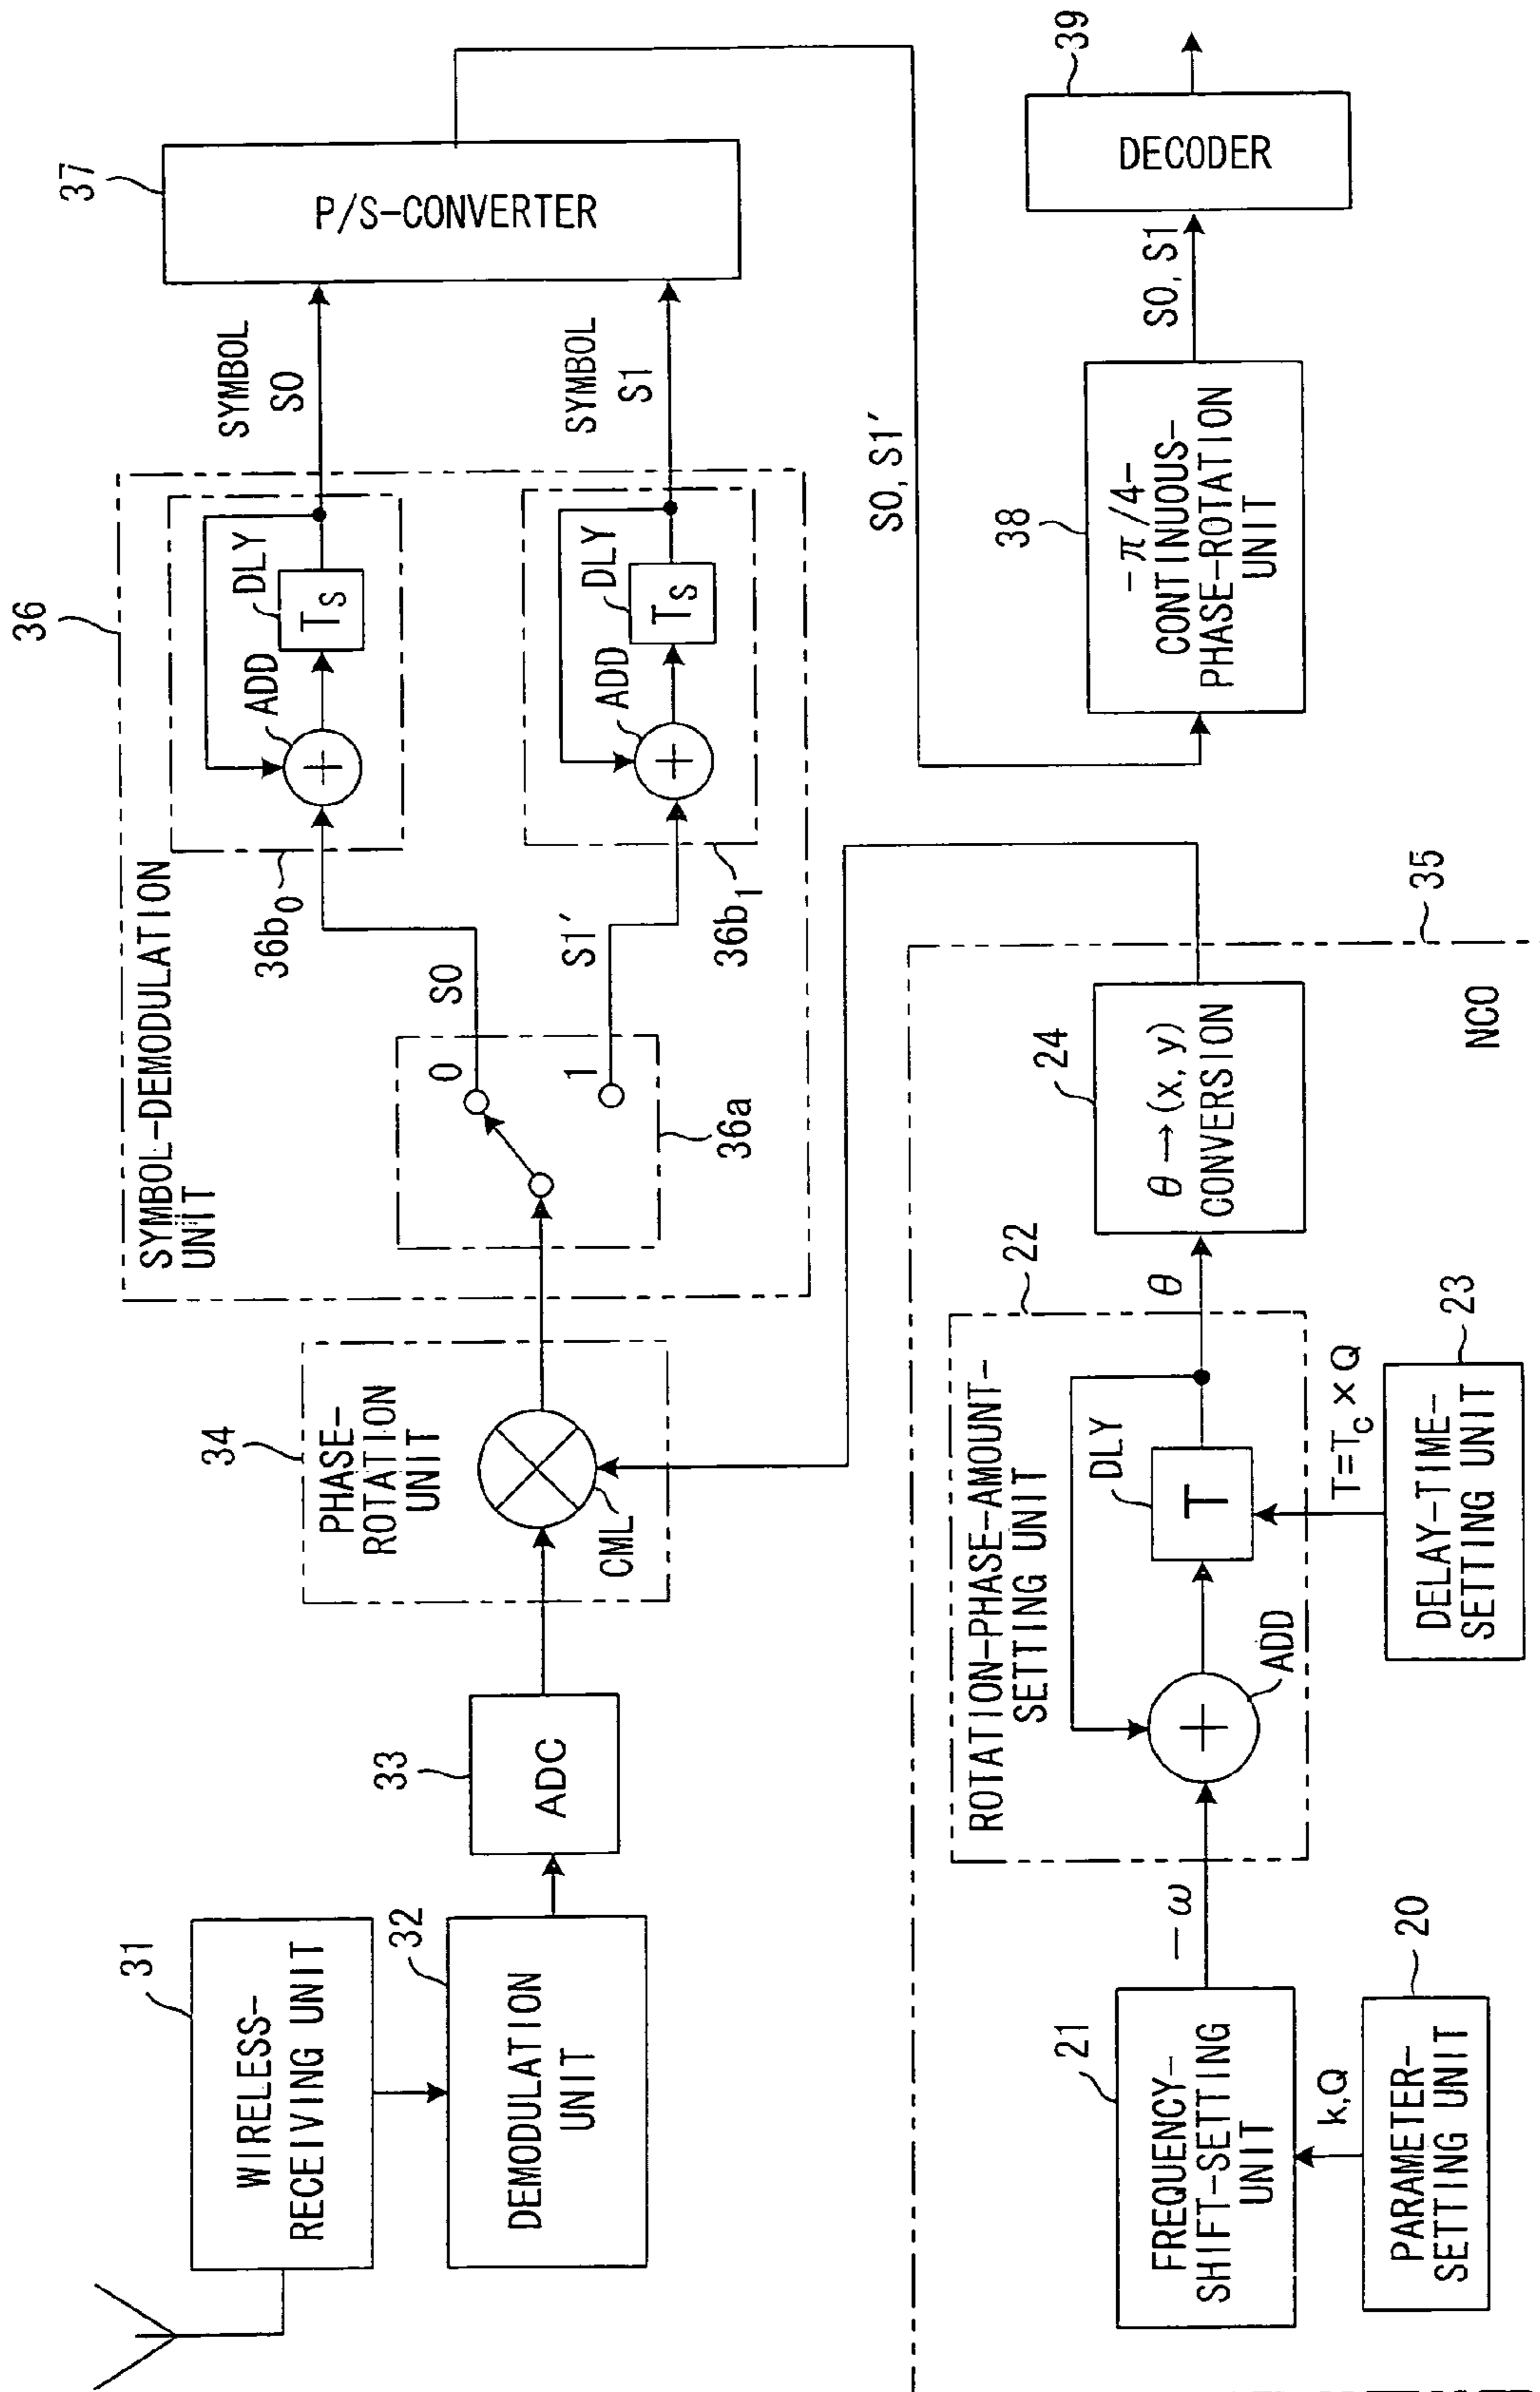 31
WIRELESS-
RECEIVING UNIT
32
DEMODULATION
UNIT
33
ADC
34
PHASE-
ROTATION
UNIT
CML
36
SYMBOL-DEMODULATION
UNIT
36a
0
1
S0
S1′
36b0
ADD
DLY
TS
36b1
ADD
DLY
TS
SYMBOL
S0
SYMBOL
S1
37
P/S-CONVERTER
S0, S1′
38
-π/4-
CONTINUOUS-
PHASE-ROTATION
UNIT
S0, S1
39
DECODER
35
NCO
20
PARAMETER-
SETTING UNIT
k,Q
21
FREQUENCY-
SHIFT-SETTING
UNIT
-ω
22
ROTATION-PHASE-AMOUNT-
SETTING UNIT
ADD
DLY
T
T=Tc×Q
23
DELAY-TIME-
SETTING UNIT
θ
24
θ→(x,y)
CONVERSION